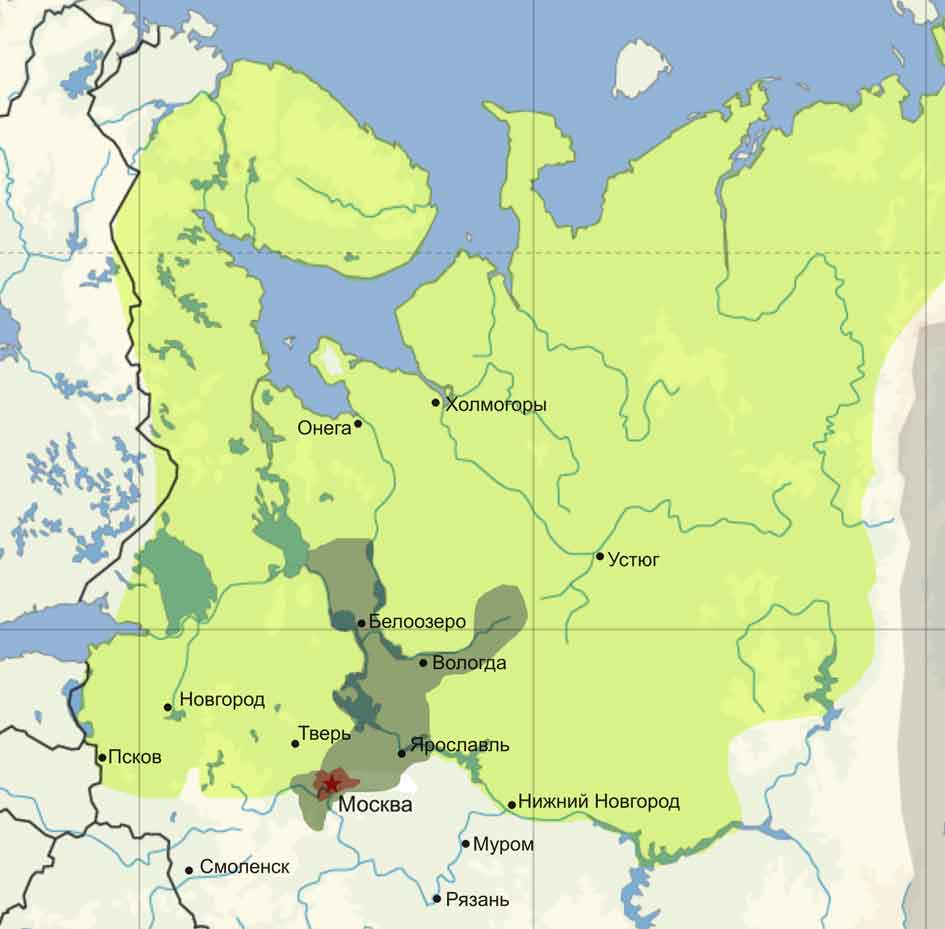 Холмогоры
Онега
Устюг
Белоозеро
Вологда
Новгород
Тверь
Ярославль
Псков
Москва
Нижний Новгород
Муром
Смоленск
Рязань